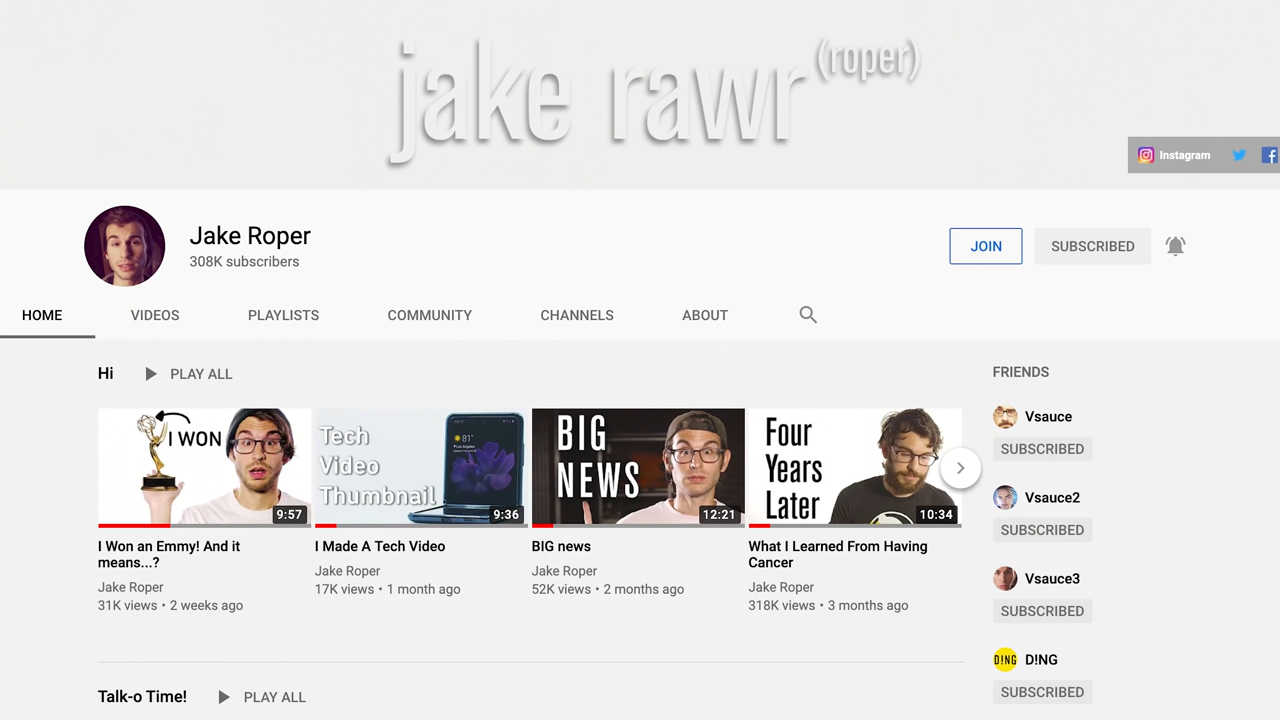 jake rawr (roper)
Instagram
Jake Roper
308K subscribers
JOIN
SUBSCRIBED
HOME
VIDEOS
PLAYLISTS
COMMUNITY
CHANNELS
ABOUT
Hi
PLAY ALL
I WON
9:57
I Won an Emmy! And it
means...?
Jake Roper
31K views • 2 weeks ago
Tech
Video
Thumbnail
81°
9:36
I Made A Tech Video
Jake Roper
17K views • 1 month ago
BIG
NEWS
12:21
BIG news
Jake Roper
52K views • 2 months ago
Four
Years
Later
10:34
What I Learned From Having
Cancer
Jake Roper
318K views • 3 months ago
FRIENDS
Vsauce
SUBSCRIBED
Vsauce2
SUBSCRIBED
Vsauce3
SUBSCRIBED
D!NG
D!NG
SUBSCRIBED
Talk-o Time!
PLAY ALL